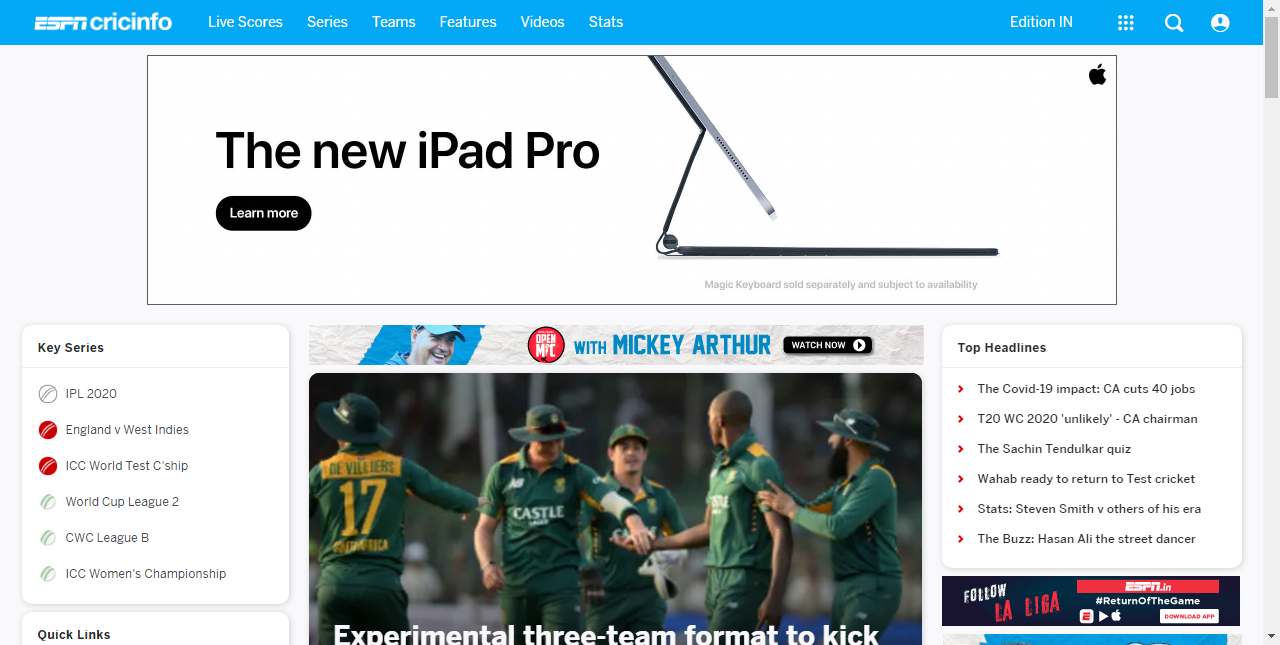 ESPN cricinfo
Live Scores Series Teams Features Videos Stats
Edition IN
The new iPad Pro
Learn more
Magic Keyboard sold separately and subject to availability
Key Series
IPL 2020
England v West Indies
ICC World Test C'ship
World Cup League 2
CWC League B
ICC Women's Championship
Quick Links
OPEN MIC WITH MICKEY ARTHUR WATCH NOW
DE VILLIERS
17
SOUTH AFRICA
CASTLE
Experimental three-team format to kick
Top Headlines
The Covid-19 impact: CA cuts 40 jobs
T20 WC 2020 'unlikely' - CA chairman
The Sachin Tendulkar quiz
Wahab ready to return to Test cricket
Stats: Steven Smith v others of his era
The Buzz: Hasan Ali the street dancer
FOLLOW
LA LIGA
ESPN.in
#ReturnOfTheGame
E DOWNLOAD APP